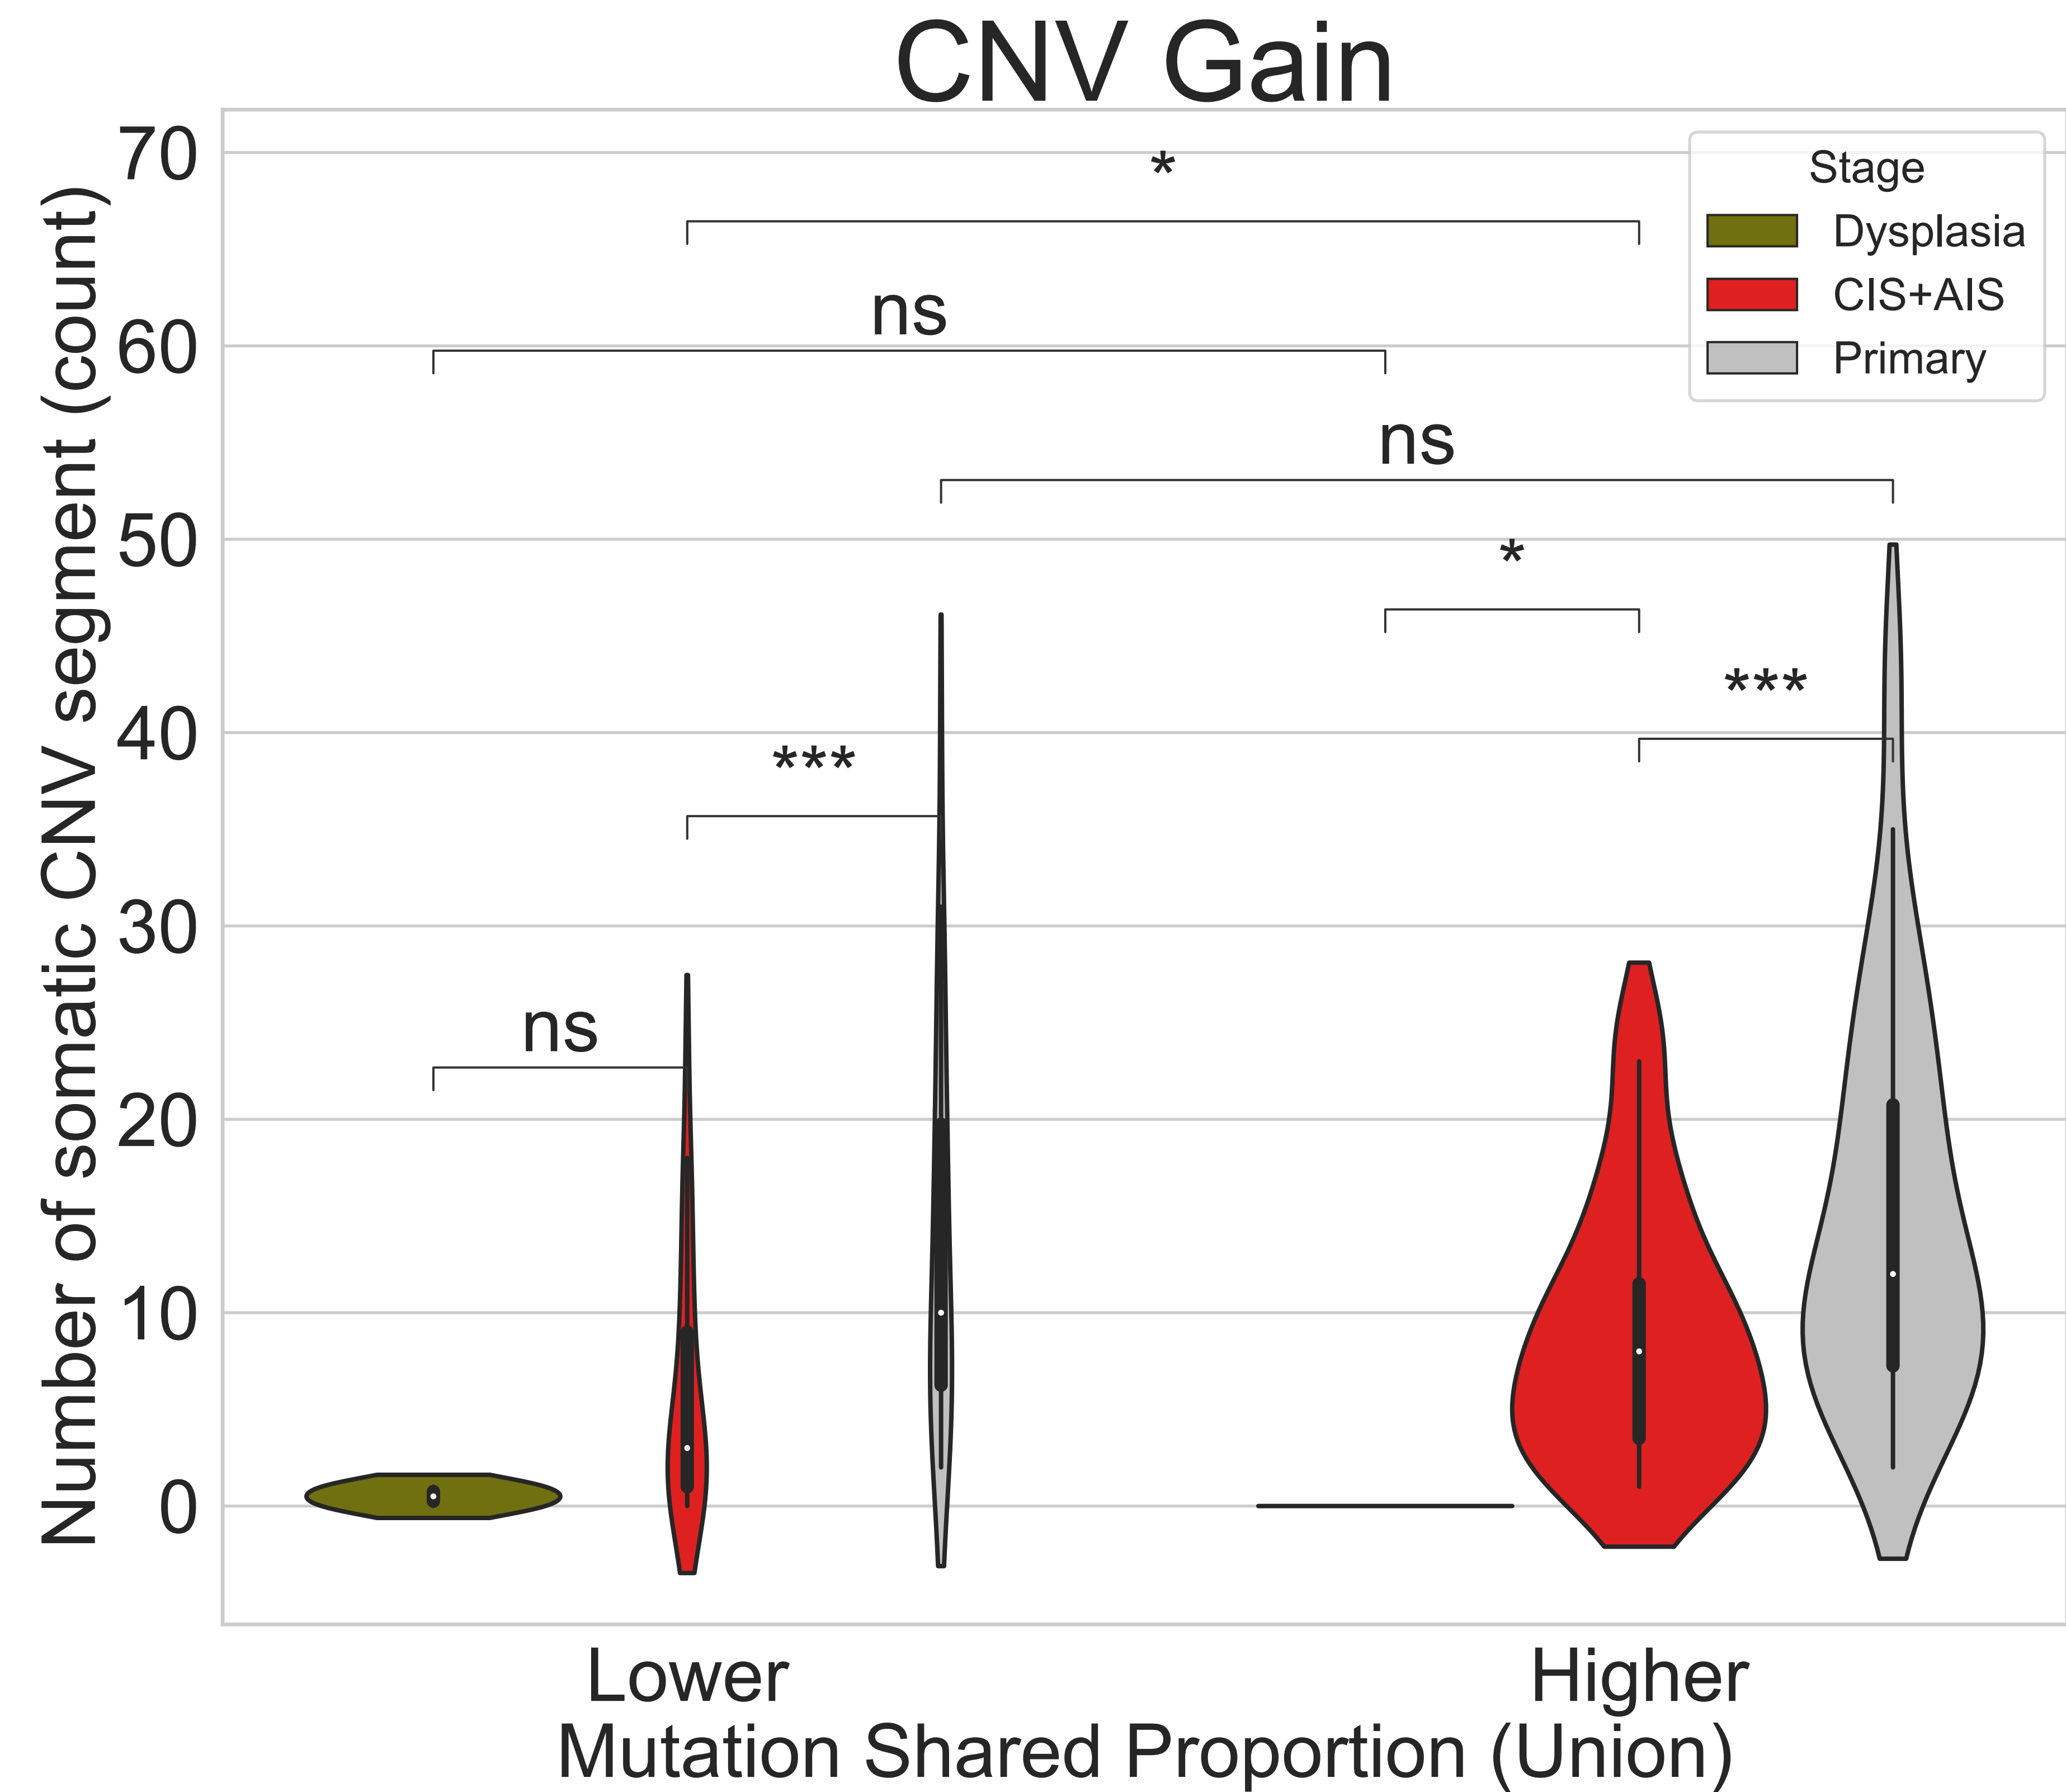 CNV Gain
Number of somatic CNV segment (count)
70
60
50
40
30
20
10
0
*
ns
ns
*
***
***
ns
Stage
Dysplasia
CIS+AIS
Primary
Lower
Higher
Mutation Shared Proportion (Union)